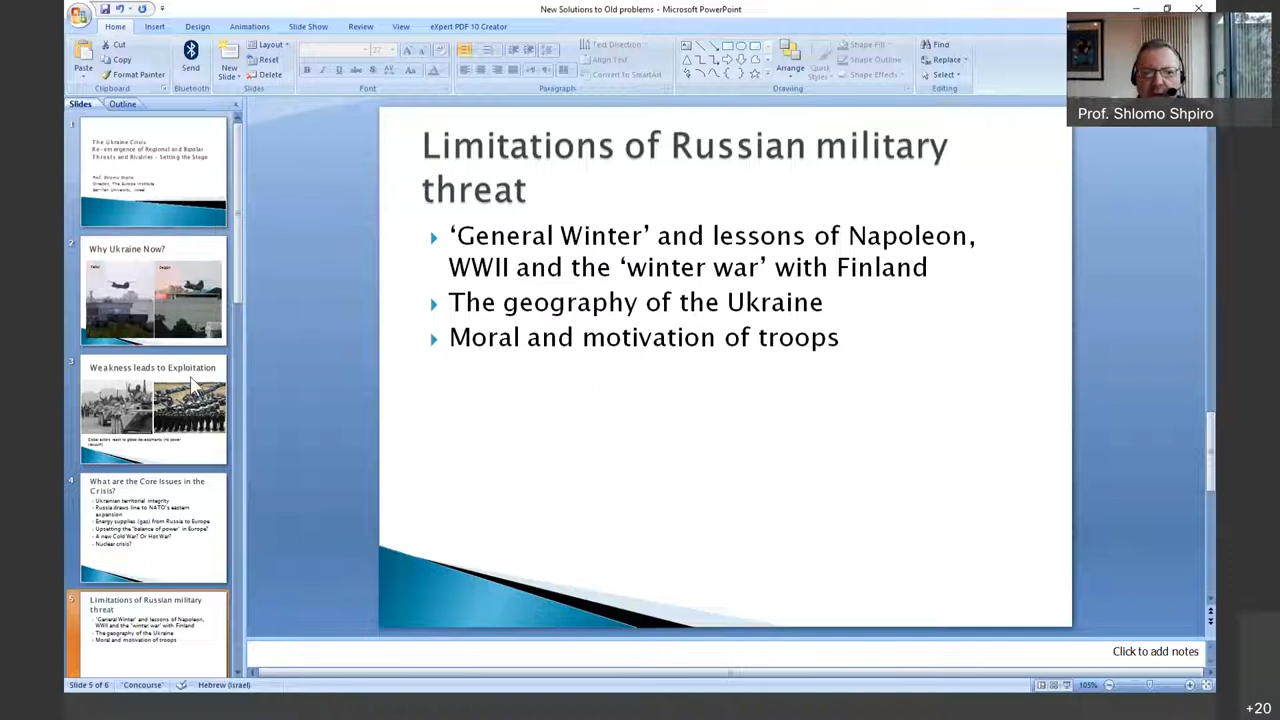 New Solutions to Old problems - Microsoft PowerPoint
Home Insert Design Animations Slide Show Review View eXpert PDF 10 Creator
Paste
Cut
Copy
Format Painter
Clipboard
Send
Bluetooth
New
Slide
Layout
Reset
Delete
Slides
Font
Text Direction
Align Text
Convert to SmartArt
Paragraph
Arrange
Quick
Styles
Shape Fill
Shape Outline
Shape Effects
Drawing
Find
Replace
Select
Editing
Prof. Shlomo Shpiro
Slides Outline
1
The Ukraine Crisis
Re-emergence of Regional and Bipolar
Threats and Rivalries - Setting the Stage
Prof. Shlomo Shpiro
Director, The Europe Institute
Bar-Ilan University, Israel
2
Why Ukraine Now?
Saigon
3
Weakness leads to Exploitation
4
What are the Core Issues in the
Crisis?
Ukrainian territorial integrity
Russia draws line to NATO's eastern
expansion
Energy supplies (gas) from Russia to Europe
Upsetting the 'balance of power' in Europe?
A new Cold War? Or Hot War?
Nuclear crisis?
5
Limitations of Russian military
threat
'General Winter' and lessons of Napoleon,
WWII and the 'winter war' with Finland
The geography of the Ukraine
Moral and motivation of troops
Limitations of Russian military
threat
‘General Winter’ and lessons of Napoleon,
WWII and the ‘winter war’ with Finland
The geography of the Ukraine
Moral and motivation of troops
Click to add notes
Slide 5 of 6 "Concourse" Hebrew (Israel) 105%
+20